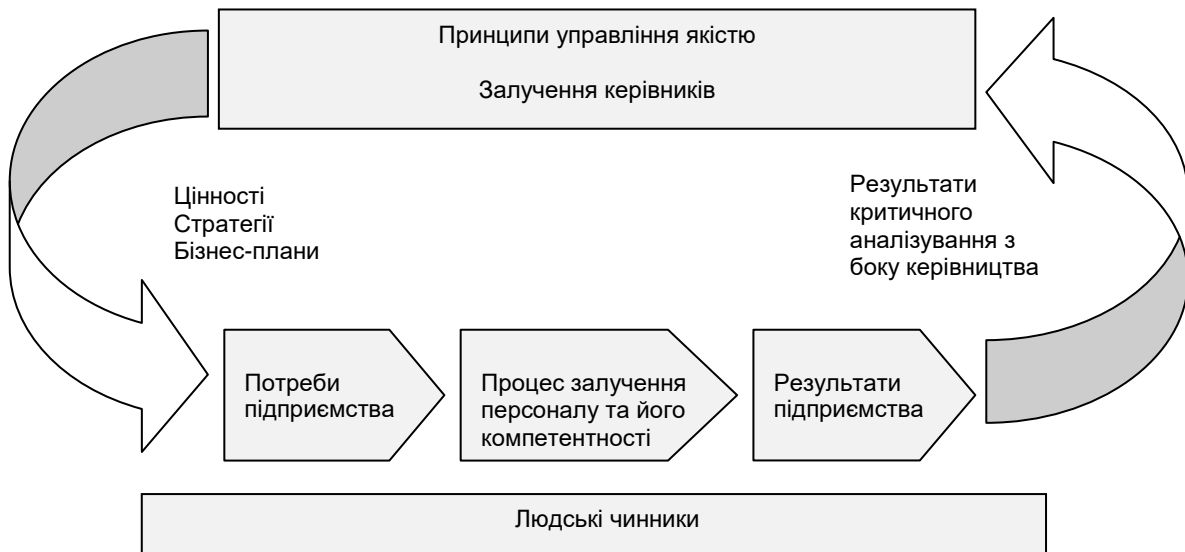 Принципи управління якістю
Залучення керівників
Цінності
Стратегії
Бізнес-плани
Результати
критичного
аналізування з
боку керівництва
Потреби
підприємства
Процес залучення
персоналу та його
компетентності
Результати
підприємства
Людські чинники